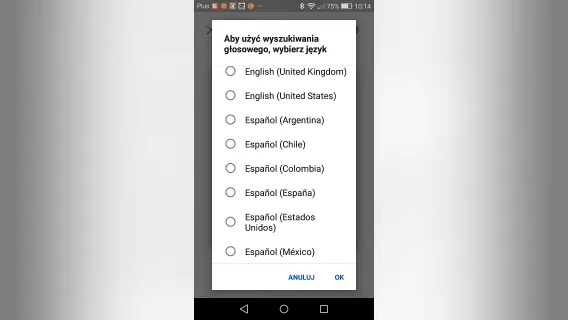 Plus 75% 10:14
Aby użyć wyszukiwania
głosowego, wybierz język
English (United Kingdom)
English (United States)
Español (Argentina)
Español (Chile)
Español (Colombia)
Español (España)
Español (Estados
Unidos)
Español (México)
ANULUJ OK